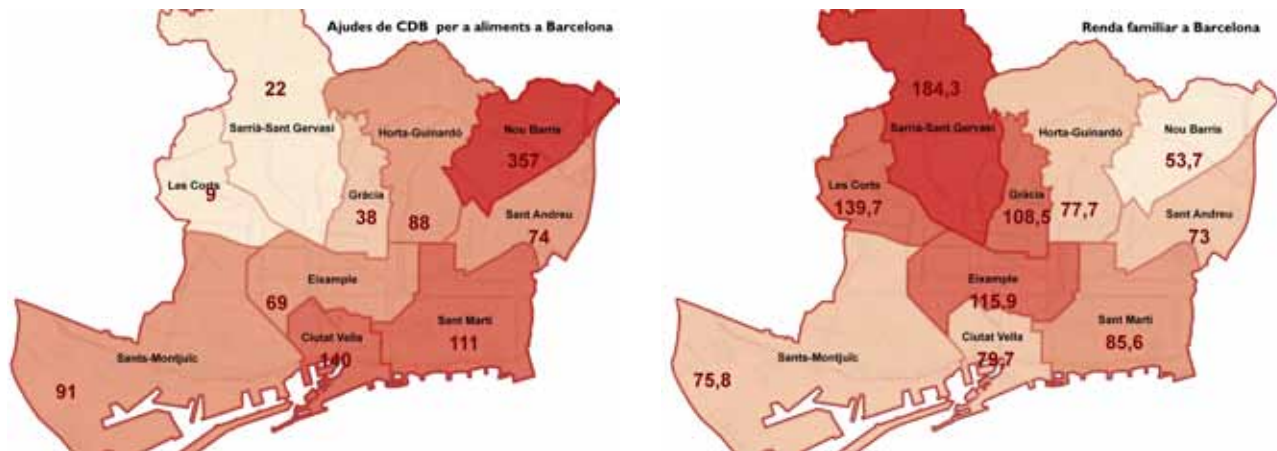 Ajudes de CDB per a aliments a Barcelona
22
Sarrià-Sant Gervasi
Horta-Guinardó
Nou Barris
357
Les Corts
9
Gràcia
38
88
Sant Andreu
74
Eixample
69
Sant Martí
111
Ciutat Vella
140
Sants-Montjuïc
91
Renda familiar a Barcelona
184,3
Sarrià-Sant Gervasi
Horta-Guinardó
Nou Barris
53,7
Les Corts
139,7
Gràcia
108,5
77,7
Sant Andreu
73
Eixample
115,9
Sant Martí
85,6
Ciutat Vella
79,7
Sants-Montjuïc
75,8